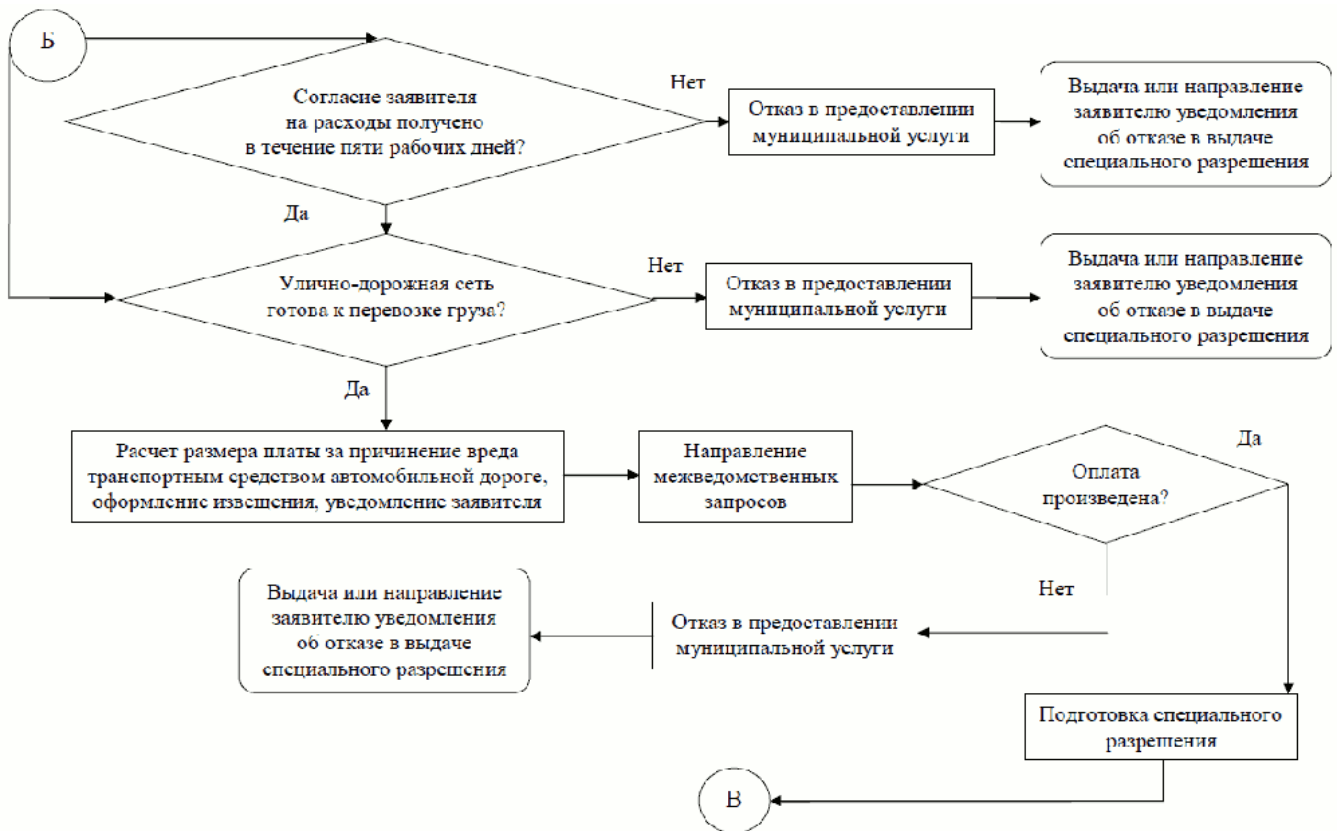 Б
Согласие заявителя
на расходы получено
в течение пяти рабочих дней?
Нет
Отказ в предоставлении
муниципальной услуги
Выдача или направление
заявителю уведомления
об отказе в выдаче
специального разрешения
Да
Улично-дорожная сеть
готова к перевозке груза?
Нет
Отказ в предоставлении
муниципальной услуги
Выдача или направление
заявителю уведомления
об отказе в выдаче
специального разрешения
Да
Расчет размера платы за причинение вреда
транспортным средством автомобильной дороге,
оформление извещения, уведомление заявителя
Направление
межведомственных
запросов
Оплата
произведена?
Да
Нет
Отказ в предоставлении
муниципальной услуги
Выдача или направление
заявителю уведомления
об отказе в выдаче
специального разрешения
Подготовка специального
разрешения
В